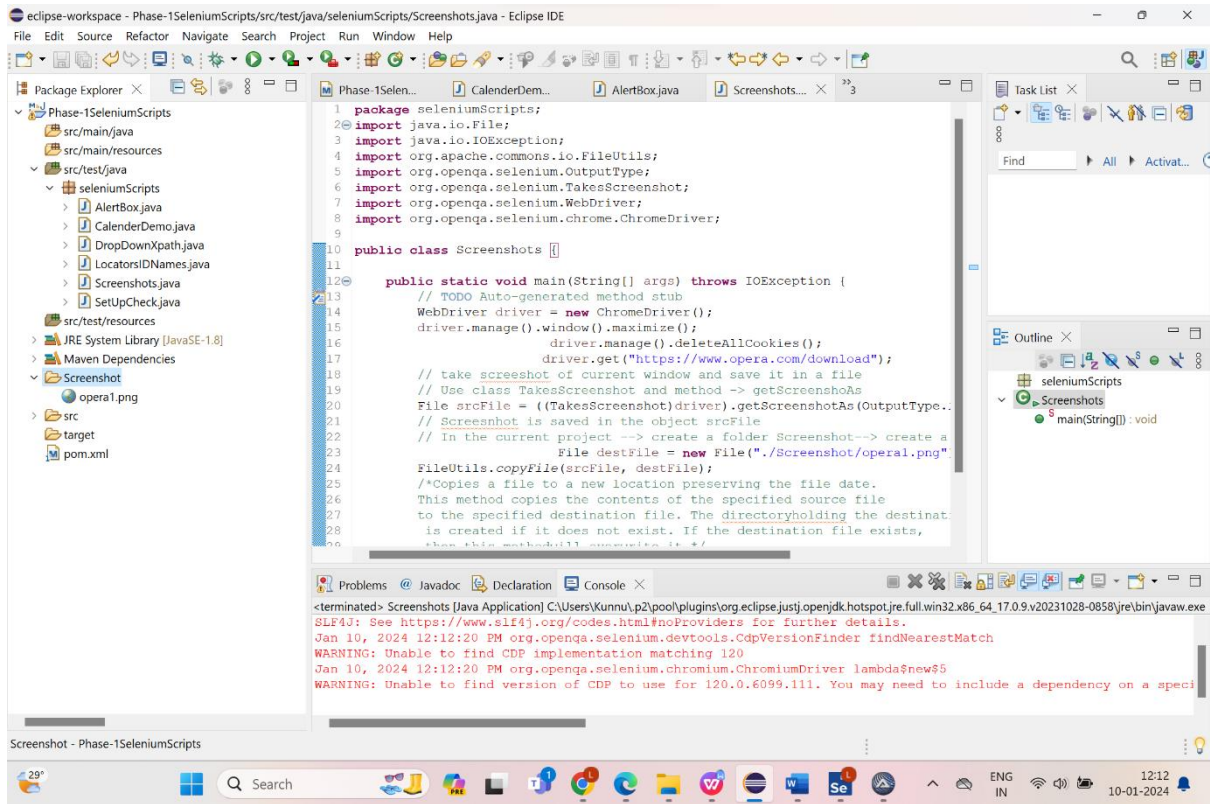 eclipse-workspace - Phase-1SeleniumScripts/src/test/java/seleniumScripts/Screenshots.java - Eclipse IDE
File Edit Source Refactor Navigate Search Project Run Window Help
Package Explorer
Phase-1SeleniumScripts
src/main/java
src/main/resources
src/test/java
seleniumScripts
AlertBox.java
CalenderDemo.java
DropDownXpath.java
LocatorsIDNames.java
Screenshots.java
SetUpCheck.java
src/test/resources
JRE System Library [JavaSE-1.8]
Maven Dependencies
Screenshot
opera1.png
src
target
pom.xml
Phase-1Selen... CalenderDem... AlertBox.java Screenshots.... 3
1 package seleniumScripts;
2 import java.io.File;
3 import java.io.IOException;
4 import org.apache.commons.io.FileUtils;
5 import org.openqa.selenium.OutputType;
6 import org.openqa.selenium.TakesScreenshot;
7 import org.openqa.selenium.WebDriver;
8 import org.openqa.selenium.chrome.ChromeDriver;
9
10 public class Screenshots {
11
12 public static void main(String[] args) throws IOException {
13 // TODO Auto-generated method stub
14 WebDriver driver = new ChromeDriver();
15 driver.manage().window().maximize();
16 driver.manage().deleteAllCookies();
17 driver.get("https://www.opera.com/download");
18 // take screeshot of current window and save it in a file
19 // Use class TakesScreenshot and method -> getScreenshoAs
20 File srcFile = ((TakesScreenshot)driver).getScreenshotAs(OutputType.
21 // Screesnhot is saved in the object srcFile
22 // In the current project --> create a folder Screenshot--> create a
23 File destFile = new File("./Screenshot/opera1.png"
24 FileUtils.copyFile(srcFile, destFile);
25 /*Copies a file to a new location preserving the file date.
26 This method copies the contents of the specified source file
27 to the specified destination file. The directoryholding the destinat
28 is created if it does not exist. If the destination file exists,
29 then this methodwill overwrite it.*/
Task List
Find All Activat...
Outline
seleniumScripts
Screenshots
main(String[]) : void
Problems Javadoc Declaration Console
<terminated> Screenshots [Java Application] C:\Users\Kunnu\.p2\pool\plugins\org.eclipse.justj.openjdk.hotspot.jre.full.win32.x86_64_17.0.9.v20231028-0858\jre\bin\javaw.exe
SLF4J: See https://www.slf4j.org/codes.html#noProviders for further details.
Jan 10, 2024 12:12:20 PM org.openqa.selenium.devtools.CdpVersionFinder findNearestMatch
WARNING: Unable to find CDP implementation matching 120
Jan 10, 2024 12:12:20 PM org.openqa.selenium.chromium.ChromiumDriver lambda$new$5
WARNING: Unable to find version of CDP to use for 120.0.6099.111. You may need to include a dependency on a speci
Screenshot - Phase-1SeleniumScripts
29° Search ENG 12:12
IN 10-01-2024